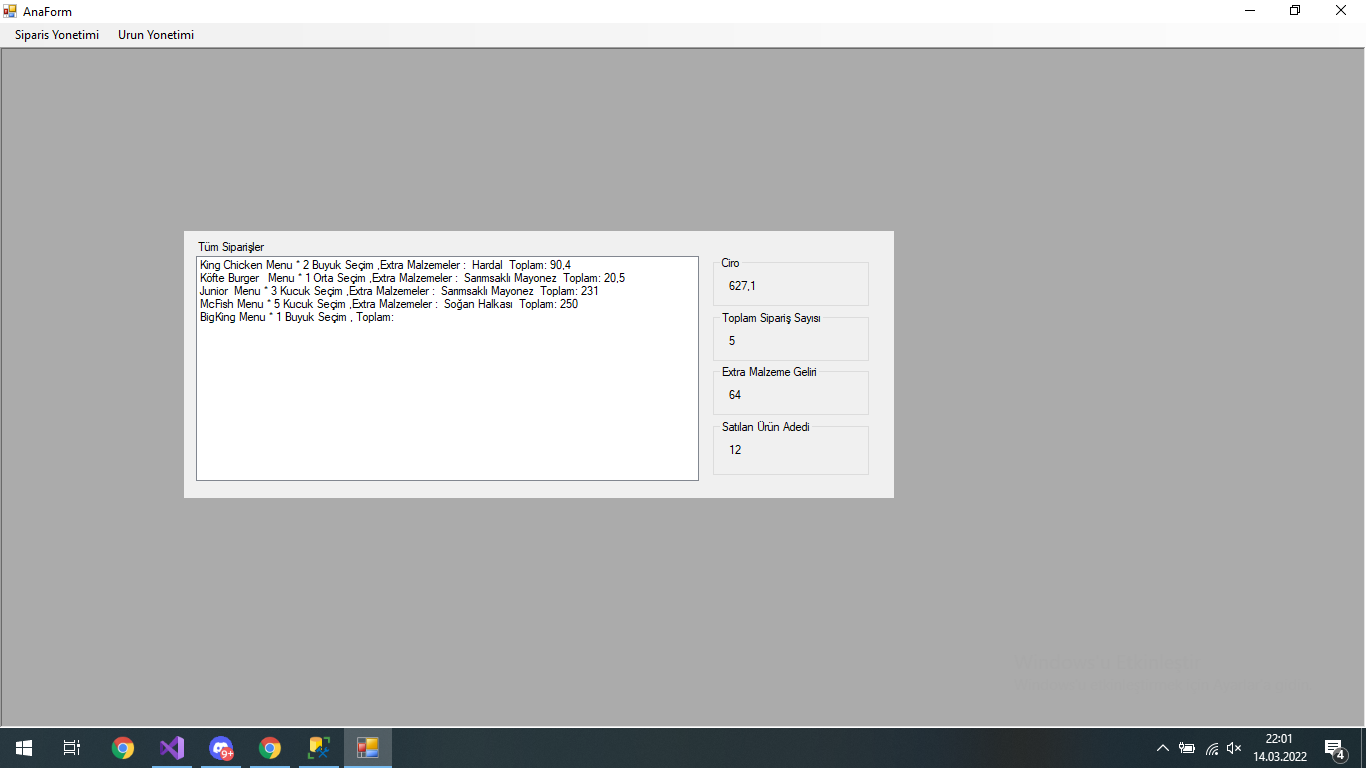 AnaForm
Siparis Yonetimi Urun Yonetimi
Tüm Siparişler
King Chicken Menu * 2 Buyuk Seçim ,Extra Malzemeler : Hardal Toplam: 90,4
Köfte Burger Menu * 1 Orta Seçim ,Extra Malzemeler : Sarımsaklı Mayonez Toplam: 20,5
Junior Menu * 3 Kucuk Seçim ,Extra Malzemeler : Sarımsaklı Mayonez Toplam: 231
McFish Menu * 5 Kucuk Seçim ,Extra Malzemeler : Soğan Halkası Toplam: 250
BigKing Menu * 1 Buyuk Seçim , Toplam:
Ciro
627,1
Toplam Sipariş Sayısı
5
Extra Malzeme Geliri
64
Satılan Ürün Adedi
12
9+
22:01
14.03.2022
4